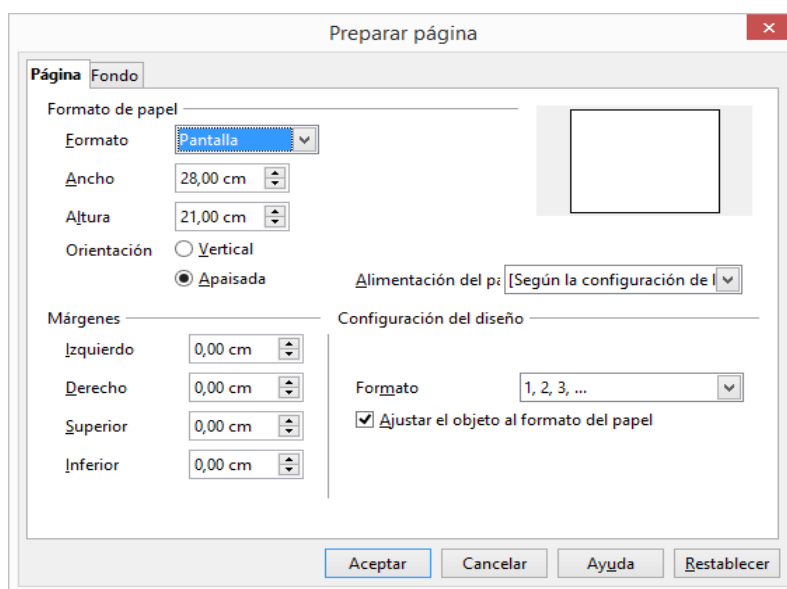 Preparar página
Página Fondo
Formato de papel
Formato Pantalla
Ancho 28,00 cm
Altura 21,00 cm
Orientación Vertical
Apaisada Alimentación del pa [Según la configuración de l
Márgenes Configuración del diseño
Izquierdo 0,00 cm
Derecho 0,00 cm Formato 1, 2, 3, ...
Superior 0,00 cm Ajustar el objeto al formato del papel
Inferior 0,00 cm
Aceptar Cancelar Ayuda Restablecer